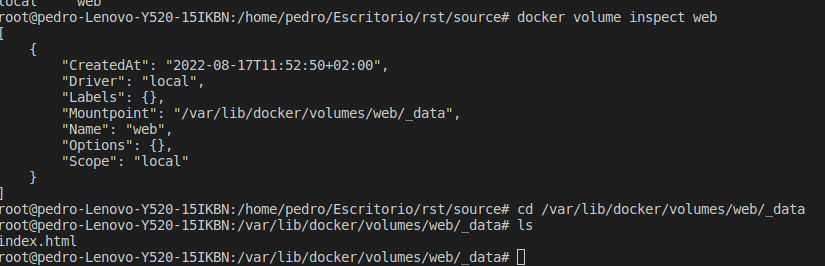 local     web
root@pedro-Lenovo-Y520-15IKBN:/home/pedro/Escritorio/rst/source# docker volume inspect web
[
    {
        "CreatedAt": "2022-08-17T11:52:50+02:00",
        "Driver": "local",
        "Labels": {},
        "Mountpoint": "/var/lib/docker/volumes/web/_data",
        "Name": "web",
        "Options": {},
        "Scope": "local"
    }
]
root@pedro-Lenovo-Y520-15IKBN:/home/pedro/Escritorio/rst/source# cd /var/lib/docker/volumes/web/_data
root@pedro-Lenovo-Y520-15IKBN:/var/lib/docker/volumes/web/_data# ls
index.html
root@pedro-Lenovo-Y520-15IKBN:/var/lib/docker/volumes/web/_data#